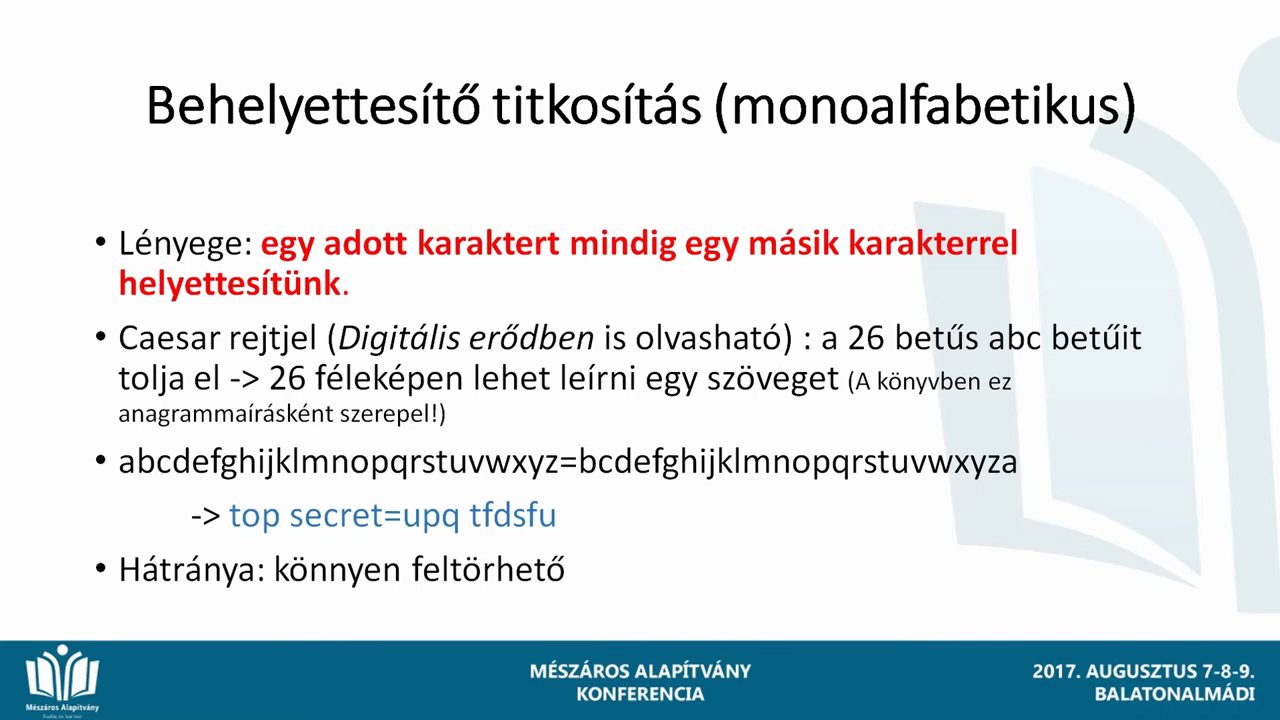 Behelyettesítő titkosítás (monoalfabetikus)
• Lényege: egy adott karaktert mindig egy másik karakterrel
helyettesítünk.
• Caesar rejtjel (Digitális erődben is olvasható) : a 26 betűs abc betűit
tolja el -> 26 féleképen lehet leírni egy szöveget (A könyvben ez
anagrammaírásként szerepel!)
• abcdefghijklmnopqrstuvwxyz=bcdefghijklmnopqrstuvwxyza
-> top secret=upq tfdsfu
• Hátránya: könnyen feltörhető
Mészáros Alapítvány
MÉSZÁROS ALAPÍTVÁNY
KONFERENCIA
2017. AUGUSZTUS 7-8-9.
BALATONALMÁDI